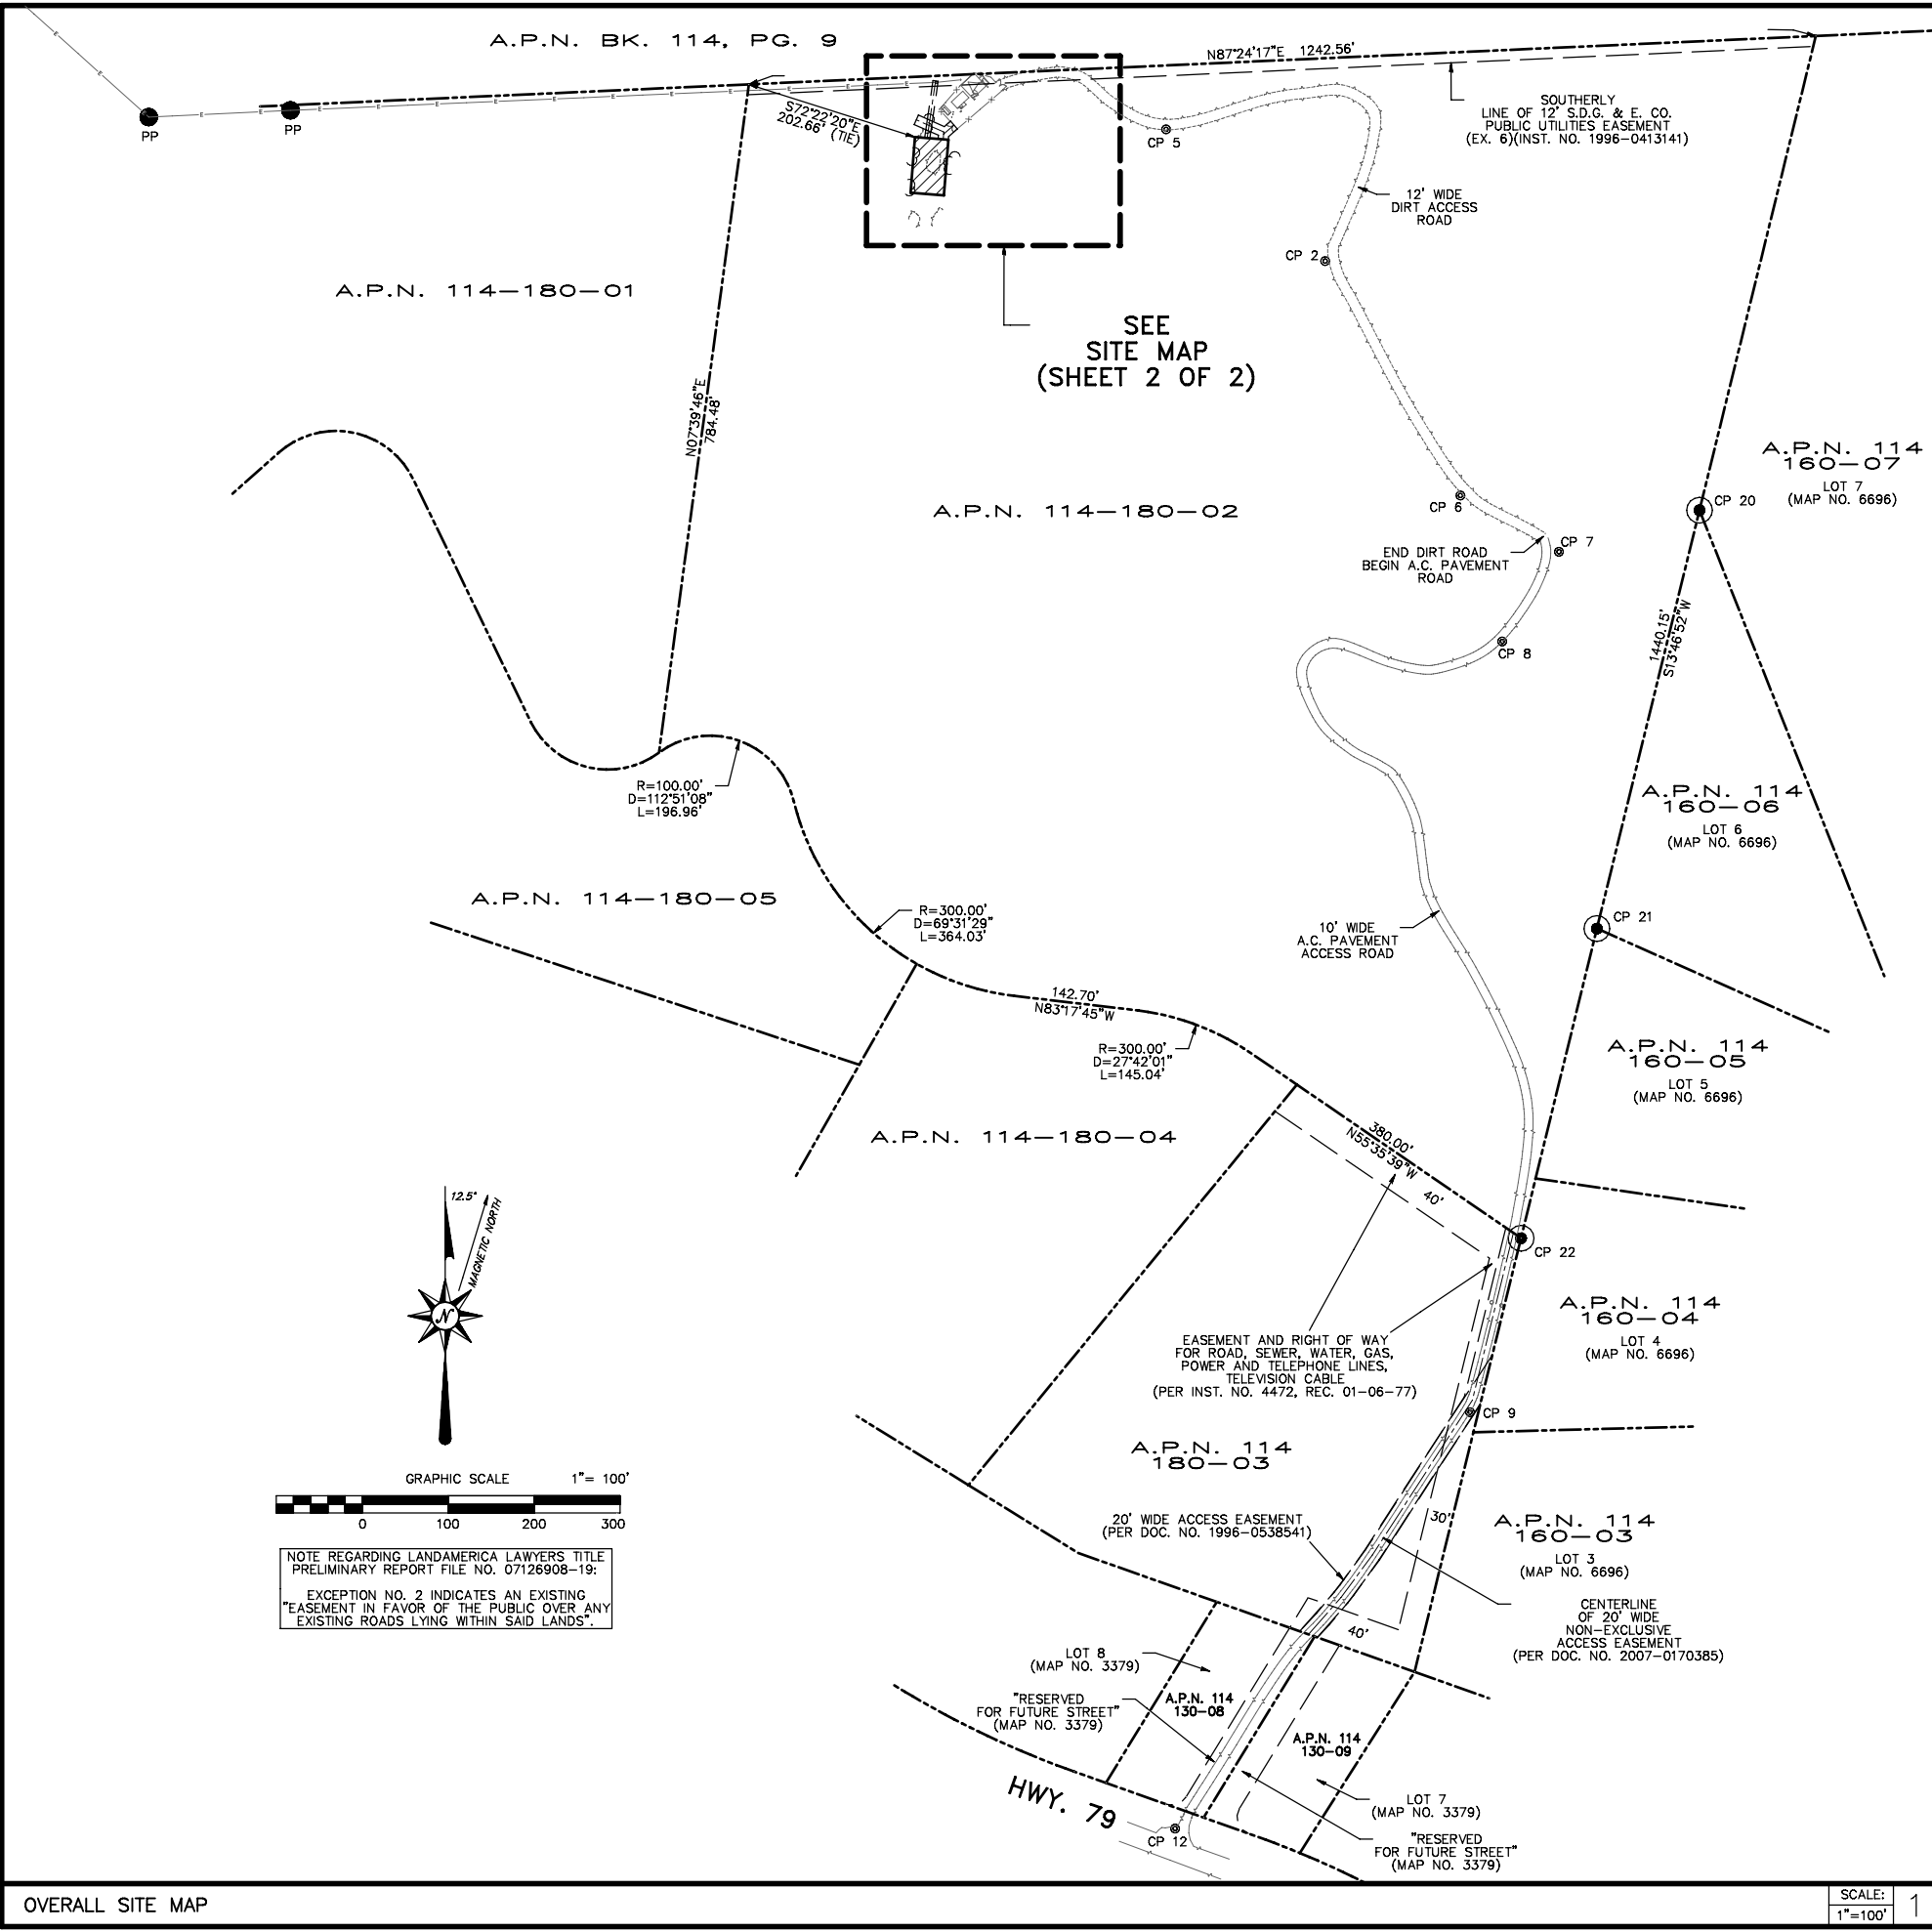 A.P.N. BK. 114, PG. 9
N87°24'17"E 1242.56'
PP
PP
S72°22'20"E
202.66' (TIE)
CP 5
SOUTHERLY
LINE OF 12' S.D.G. & E. CO.
PUBLIC UTILITIES EASEMENT
(EX. 6)(INST. NO. 1996-0413141)
12' WIDE
DIRT ACCESS
ROAD
CP 2
A.P.N. 114-180-01
SEE
SITE MAP
(SHEET 2 OF 2)
N07°39'46"E
784.48'
A.P.N. 114
160-07
LOT 7
(MAP NO. 6696)
A.P.N. 114-180-02
CP 6
CP 20
END DIRT ROAD
BEGIN A.C. PAVEMENT
ROAD
CP 7
1440.15'
S13°46'52"W
CP 8
R=100.00'
D=112°51'08"
L=196.96'
A.P.N. 114
160-06
LOT 6
(MAP NO. 6696)
A.P.N. 114-180-05
R=300.00'
D=69°31'29"
L=364.03'
10' WIDE
A.C. PAVEMENT
ACCESS ROAD
CP 21
142.70'
N83°17'45"W
R=300.00'
D=27°42'01"
L=145.04'
A.P.N. 114
160-05
LOT 5
(MAP NO. 6696)
A.P.N. 114-180-04
380.00'
N55°35'39"W
40'
12.5°
MAGNETIC NORTH
N
CP 22
A.P.N. 114
160-04
LOT 4
(MAP NO. 6696)
EASEMENT AND RIGHT OF WAY
FOR ROAD, SEWER, WATER, GAS,
POWER AND TELEPHONE LINES,
TELEVISION CABLE
(PER INST. NO. 4472, REC. 01-06-77)
CP 9
A.P.N. 114
180-03
GRAPHIC SCALE 1"= 100'
0 100 200 300
20' WIDE ACCESS EASEMENT
(PER DOC. NO. 1996-0538541)
30'
A.P.N. 114
160-03
LOT 3
(MAP NO. 6696)
NOTE REGARDING LANDAMERICA LAWYERS TITLE
PRELIMINARY REPORT FILE NO. 07126908-19:
EXCEPTION NO. 2 INDICATES AN EXISTING
"EASEMENT IN FAVOR OF THE PUBLIC OVER ANY
EXISTING ROADS LYING WITHIN SAID LANDS".
CENTERLINE
OF 20' WIDE
NON-EXCLUSIVE
ACCESS EASEMENT
(PER DOC. NO. 2007-0170385)
40'
LOT 8
(MAP NO. 3379)
"RESERVED
FOR FUTURE STREET"
(MAP NO. 3379)
A.P.N. 114
130-08
A.P.N. 114
130-09
HWY. 79
CP 12
LOT 7
(MAP NO. 3379)
"RESERVED
FOR FUTURE STREET"
(MAP NO. 3379)
OVERALL SITE MAP
SCALE:
1"=100'
1